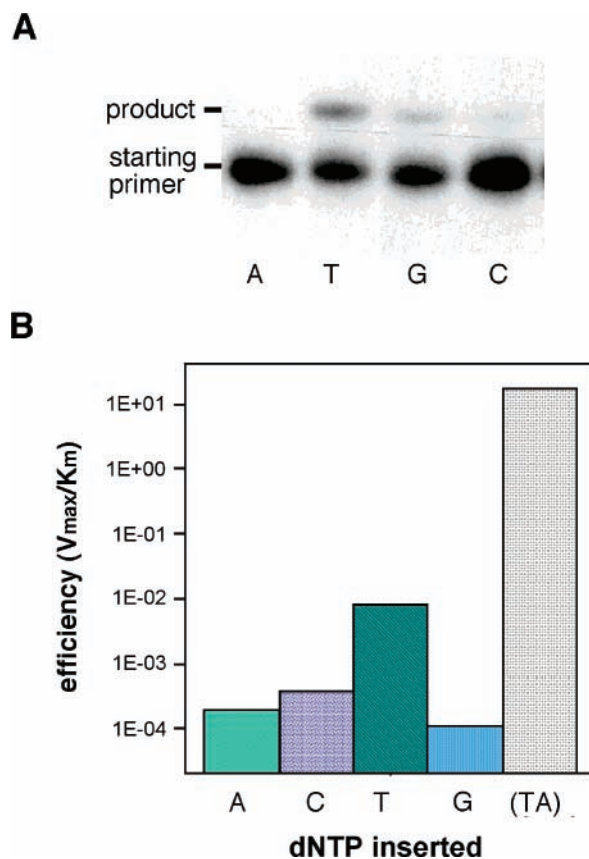 A
product
starting
primer
A T G C
B
efficiency (Vmax/Km)
1E+01
1E+00
1E-01
1E-02
1E-03
1E-04
A C T G (TA)
dNTP inserted